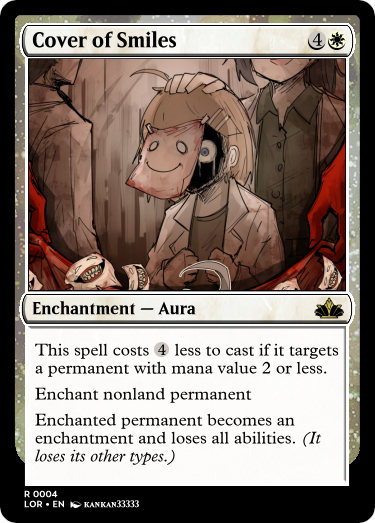 Cover of Smiles 4
Enchantment — Aura
This spell costs 4 less to cast if it targets
a permanent with mana value 2 or less.
Enchant nonland permanent
Enchanted permanent becomes an
enchantment and loses all abilities. (It
loses its other types.)
R 0004
LOR • EN KANKAN33333